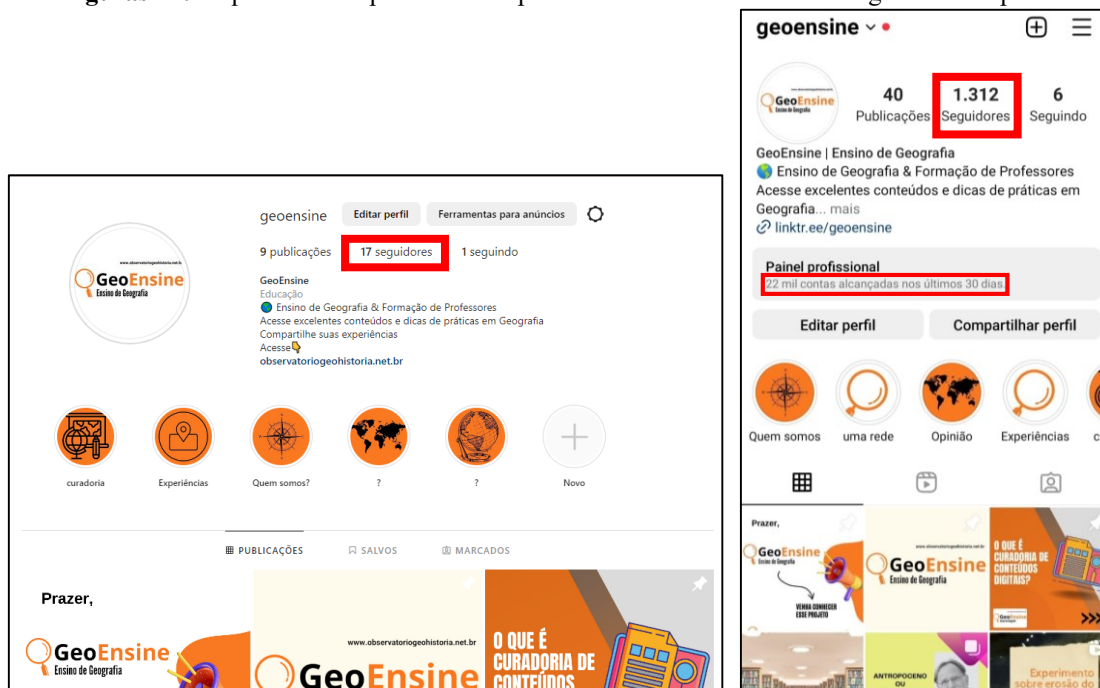 geoensine
Editar perfil
Ferramentas para anúncios
9 publicações
17 seguidores
1 seguindo
GeoEnsine
Educação
Ensino de Geografia & Formação de Professores
Acesse excelentes conteúdos e dicas de práticas em Geografia
Compartilhe suas experiências
Acesse
observatoriogeohistoria.net.br
GeoEnsine
Ensino de Geografia
curadoria
Experiências
Quem somos?
?
?
Novo
PUBLICAÇÕES
SALVOS
MARCADOS
Prazer,
GeoEnsine
Ensino de Geografia
www.observatoriogeohistoria.net.br
GeoEnsine
O QUE É
CURADORIA DE
CONTEÚDOS
geoensine
GeoEnsine
Ensino de Geografia
40
Publicações
1.312
Seguidores
6
Seguindo
GeoEnsine | Ensino de Geografia
Ensino de Geografia & Formação de Professores
Acesse excelentes conteúdos e dicas de práticas em
Geografia... mais
linktr.ee/geoensine
Painel profissional
22 mil contas alcançadas nos últimos 30 dias.
Editar perfil
Compartilhar perfil
Quem somos
uma rede
Opinião
Experiências
Prazer,
GeoEnsine
Ensino de Geografia
VENHA CONHECER
ESSE PROJETO
GeoEnsine
Ensino de Geografia
O QUE É
CURADORIA DE
CONTEÚDOS
DIGITAIS?
ANTROPOCENO
OU
Experimento
sobre erosão do